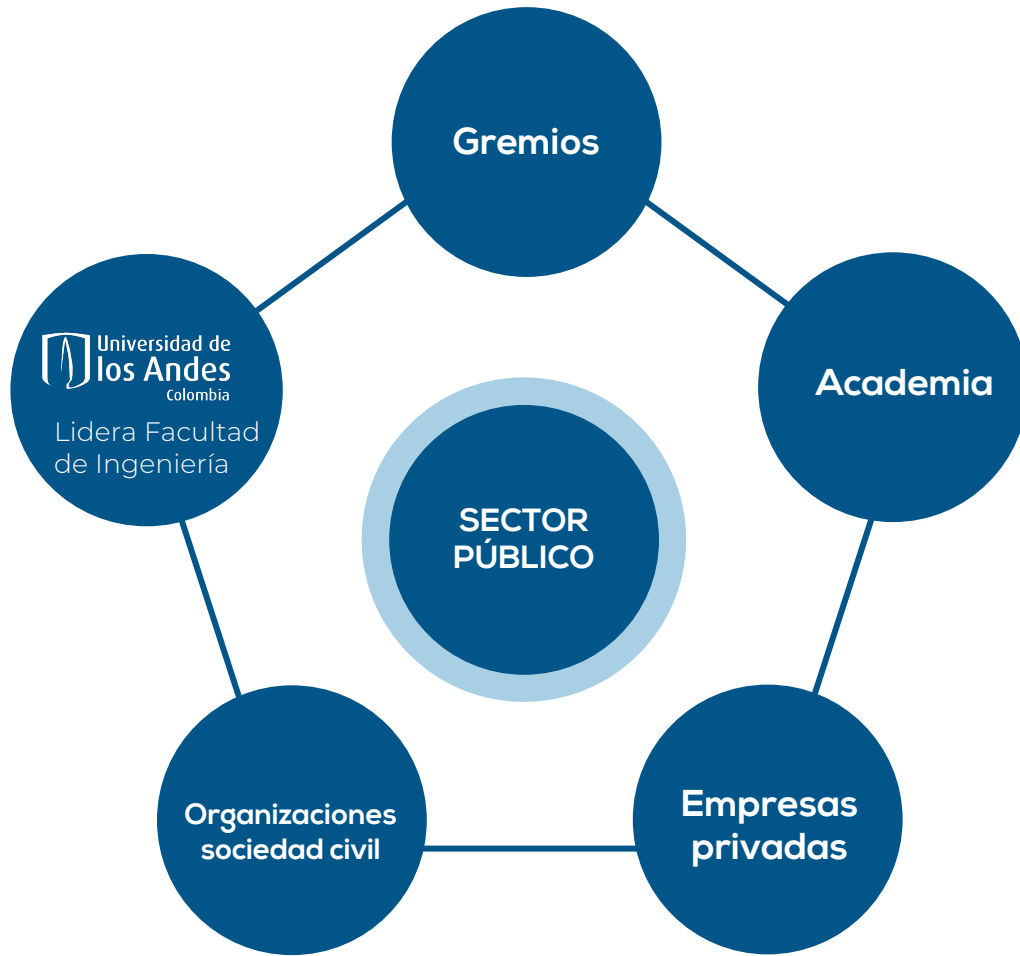 Gremios
Universidad de
los Andes
Colombia
Lidera Facultad
de Ingeniería
Academia
SECTOR
PÚBLICO
Organizaciones
sociedad civil
Empresas
privadas